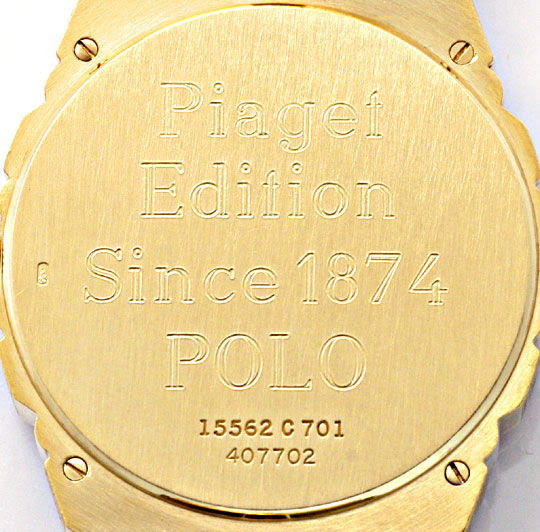 Piaget
Edition
Since 1874
POLO
15562 C 701
407702